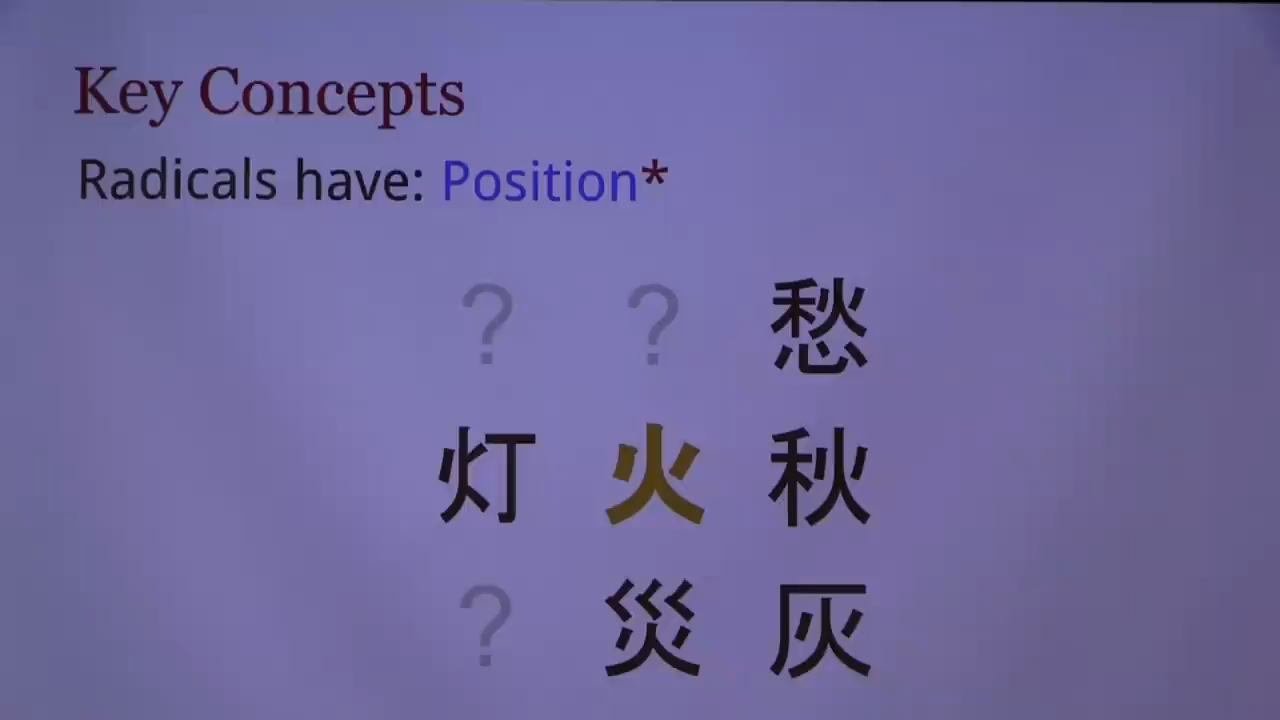 Key Concepts
Radicals have: Position*
? ? 愁
灯 火 秋
? 災 灰